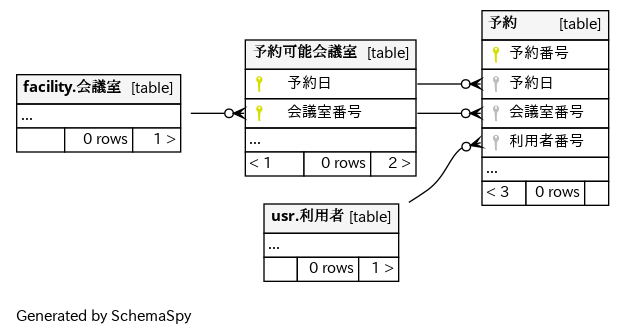 予約 [table]
予約番号
予約日
会議室番号
利用者番号
...
< 3 0 rows
予約可能会議室 [table]
予約日
会議室番号
...
< 1 0 rows 2 >
facility.会議室 [table]
...
0 rows 1 >
usr.利用者 [table]
...
0 rows 1 >
Generated by SchemaSpy